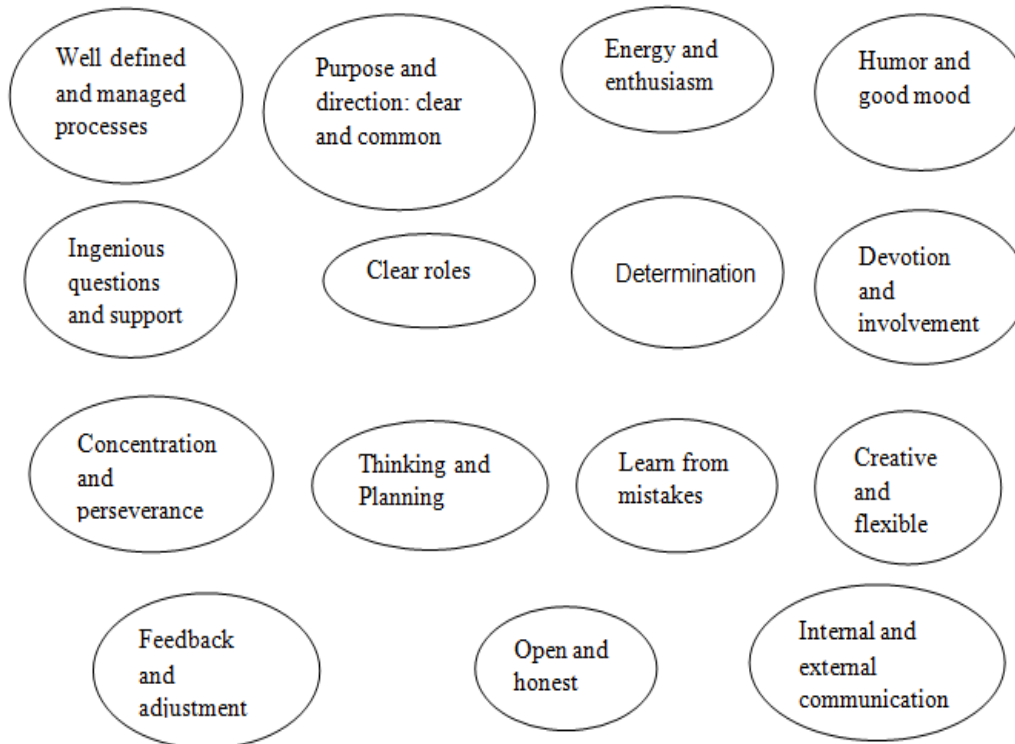 Well defined
and managed
processes
Purpose and
direction: clear
and common
Energy and
enthusiasm
Humor and
good mood
Ingenious
questions
and support
Clear roles
Determination
Devotion
and
involvement
Concentration
and
perseverance
Thinking and
Planning
Learn from
mistakes
Creative
and
flexible
Feedback
and
adjustment
Open and
honest
Internal and
external
communication